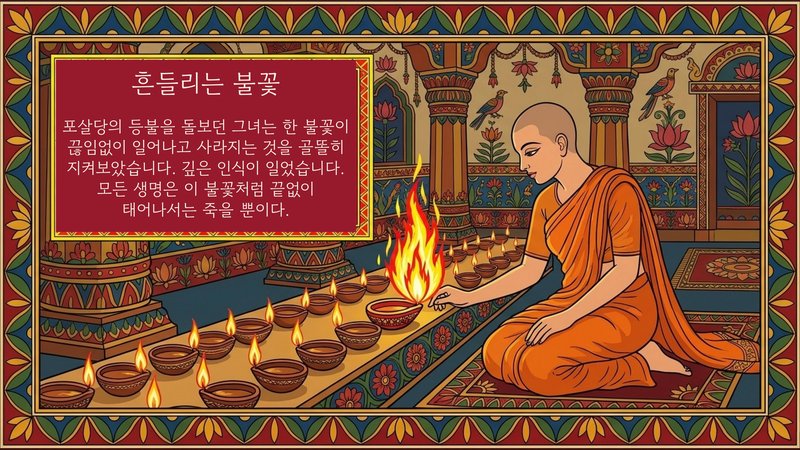 흔들리는 불꽃
포살당의 등불을 돌보던 그녀는 한 불꽃이
끊임없이 일어나고 사라지는 것을 골똘히
지켜보았습니다. 깊은 인식이 일었습니다.
모든 생명은 이 불꽃처럼 끝없이
태어나서는 죽을 뿐이다.